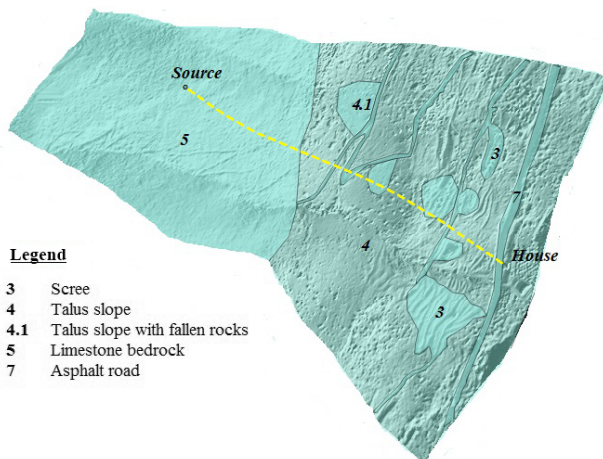 Source
4.1
3
5
7
4
House
3
Legend
3 Scree
4 Talus slope
4.1 Talus slope with fallen rocks
5 Limestone bedrock
7 Asphalt road